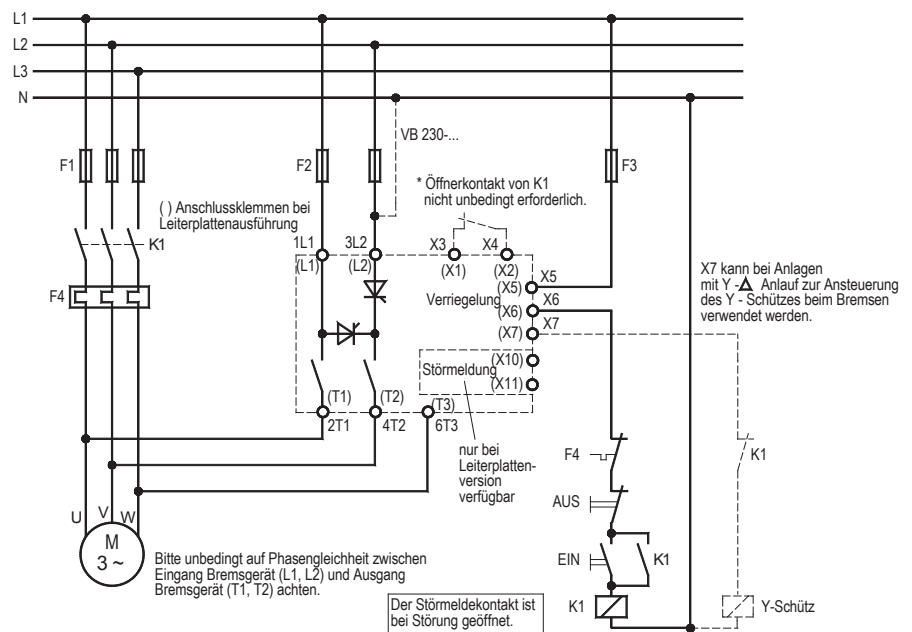 L1
L2
L3
N
VB 230-...
F1
F2
F3
* Öffnerkontakt von K1
nicht unbedingt erforderlich.
( ) Anschlussklemmen bei
Leiterplattenausführung
K1
1L1
3L2
X3
X4
(L1)
(L2)
(X1)
(X2)
X5
(X5)
X7 kann bei Anlagen
mit Y -Δ Anlauf zur Ansteuerung
des Y - Schützes beim Bremsen
verwendet werden.
F4
Verriegelung
X6
(X6)
X7
(X7)
(X10)
Störmeldung
(X11)
(T1)
(T2)
(T3)
2T1
4T2
6T3
nur bei
Leiterplatten-
version
verfügbar
F4
K1
AUS
U
V
W
M
3 ~
EIN
K1
Bitte unbedingt auf Phasengleichheit zwischen
Eingang Bremsgerät (L1, L2) und Ausgang
Bremsgerät (T1, T2) achten.
Der Störmeldekontakt ist
bei Störung geöffnet.
K1
Y-Schütz